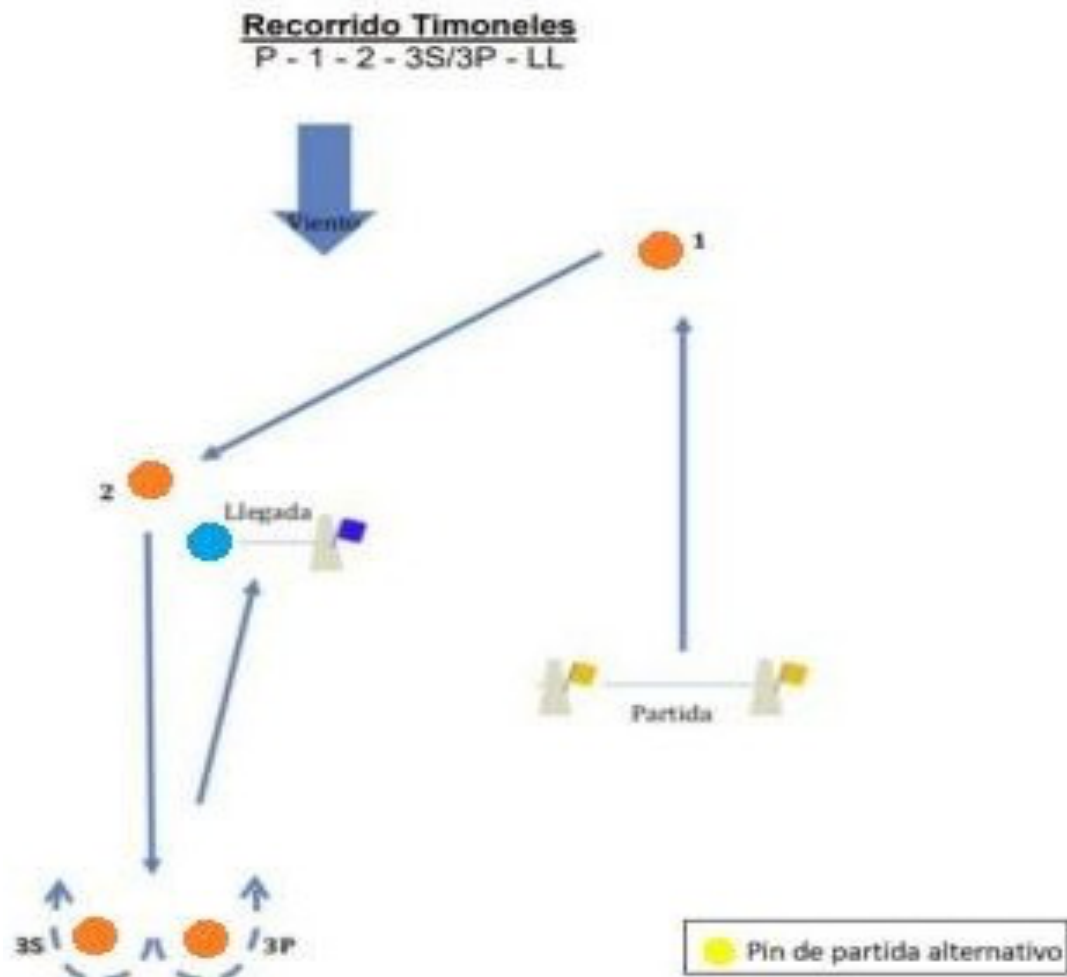 Recorrido Timoneles
P - 1 - 2 - 3S/3P - LL
Viento
1
2
Llegada
Partida
3S
3P
Pin de partida alternativo